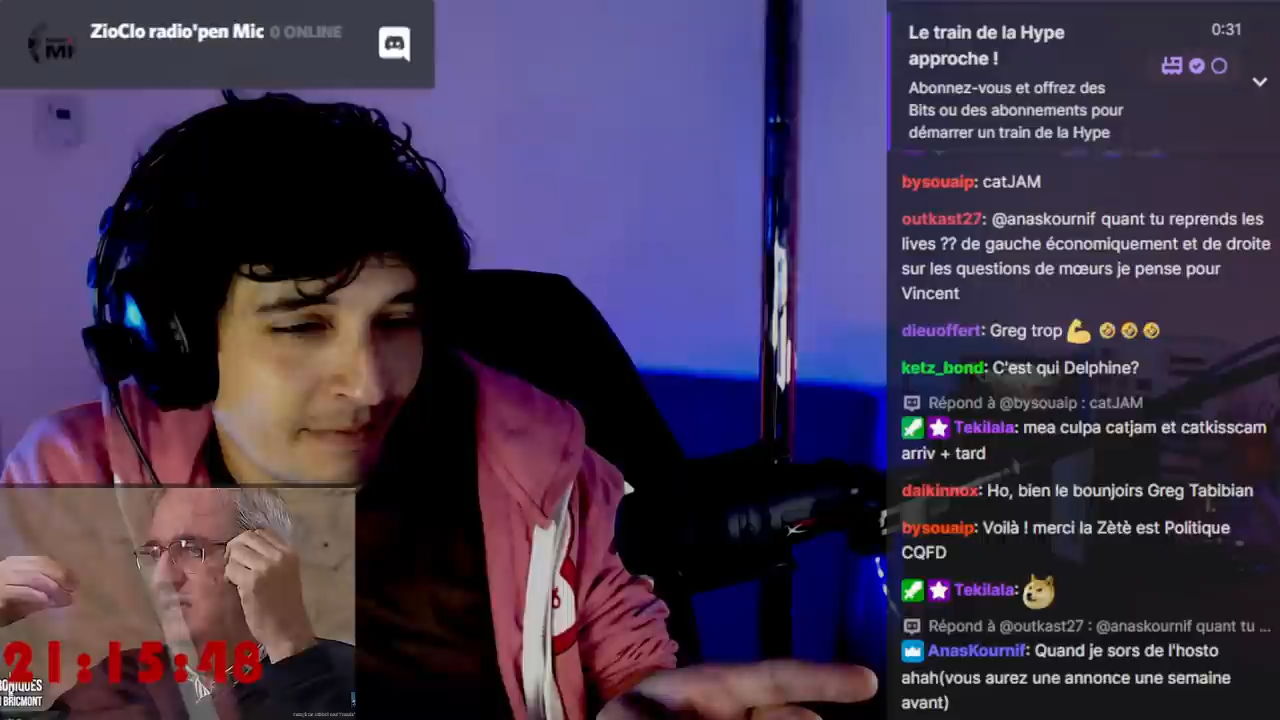 ZioClo radio'pen Mic 0 ONLINE
MI
Le train de la Hype
approche !
0:31
Abonnez-vous et offrez des
Bits ou des abonnements pour
démarrer un train de la Hype
bysouaip: catJAM
outkast27: @anaskournif quant tu reprends les
lives ?? de gauche économiquement et de droite
sur les questions de mœurs je pense pour
Vincent
dieuoffert: Greg trop
ketz_bond: C'est qui Delphine?
Répond à @bysouaip : catJAM
Tekilala: mea culpa catjam et catkisscam
arriv + tard
daikinnox: Ho, bien le bounjoirs Greg Tabibian
bysouaip: Voilà ! merci la Zètè est Politique
CQFD
Tekilala:
Répond à @outkast27 : @anaskournif quant tu ...
AnasKournif: Quand je sors de l'hosto
ahah(vous aurez une annonce une semaine
avant)
21:15:48
BRICMONT